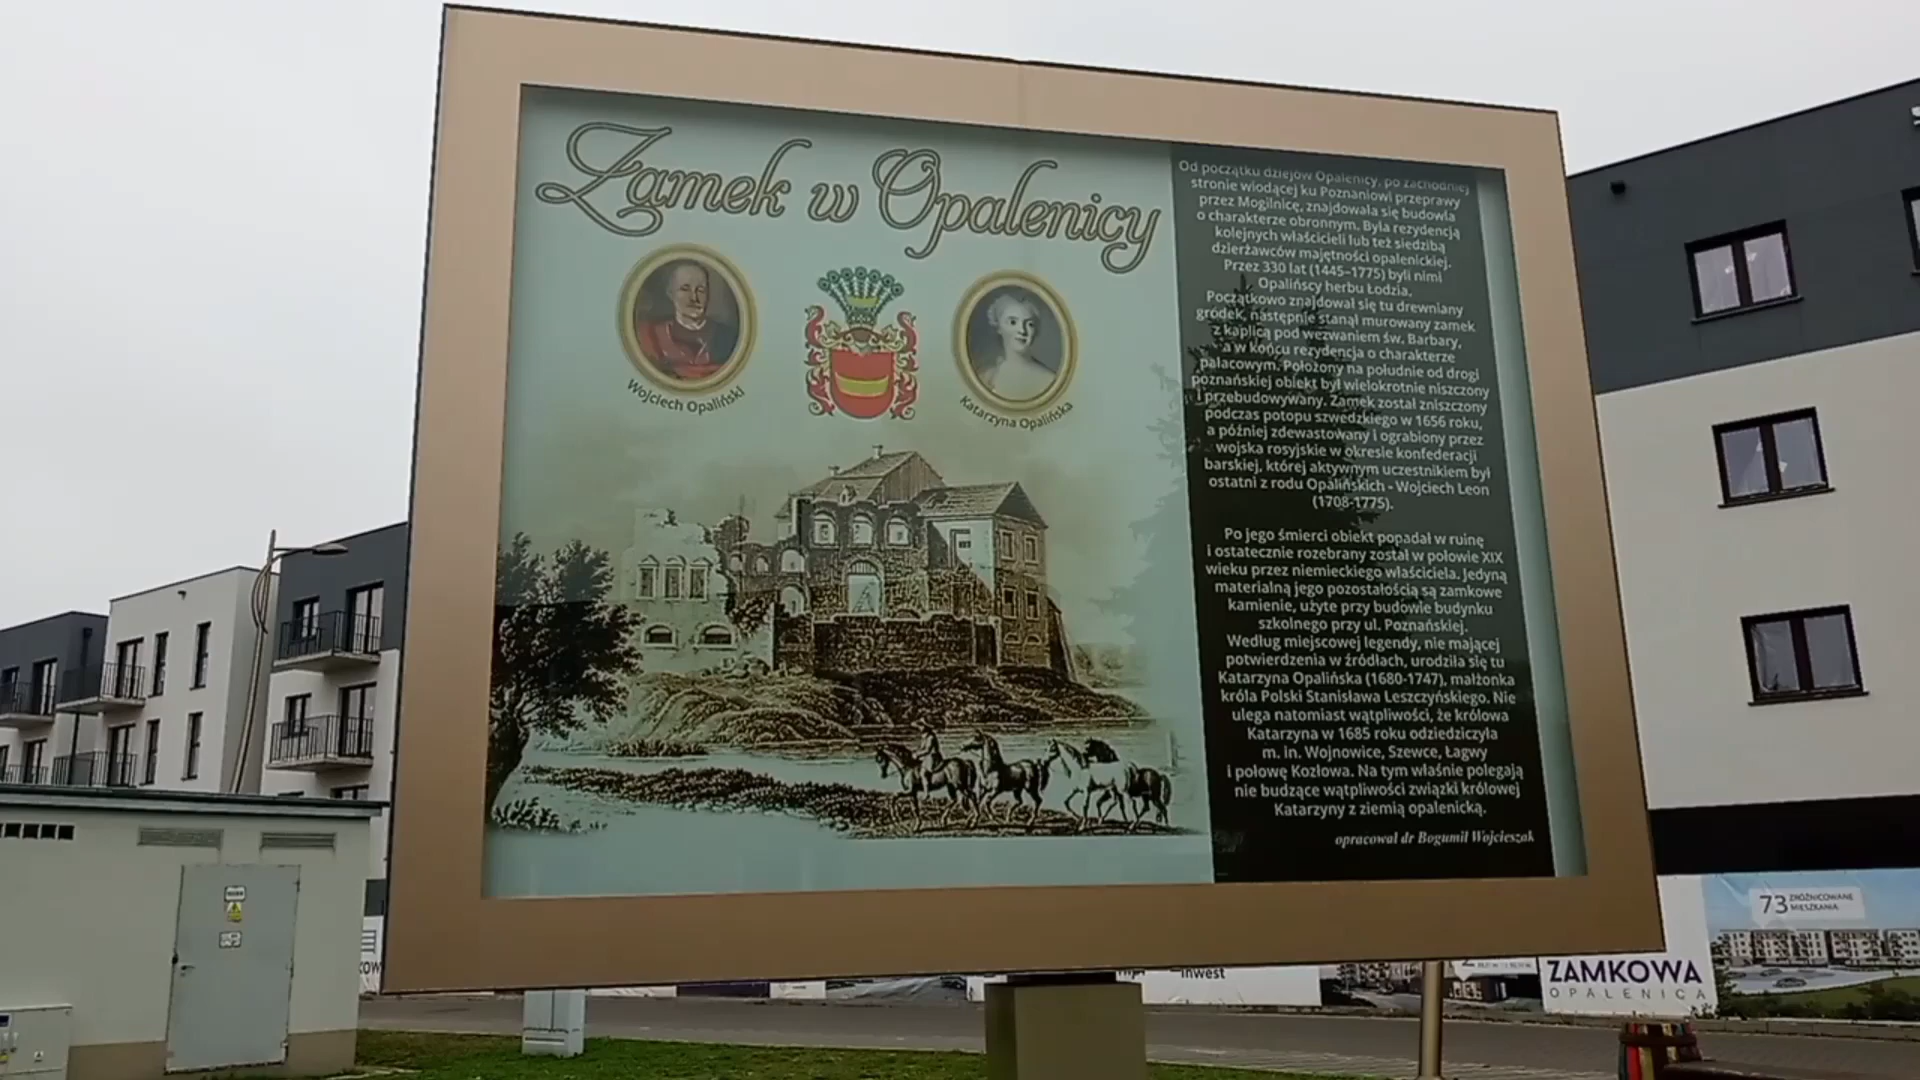 Zamek w Opalenicy
Wojciech Opaliński
Katarzyna Opalińska
Od początku dziejów Opalenicy, po zachodniej
stronie wiodącej ku Poznaniowi przeprawy
przez Mogilnicę, znajdowała się budowla
o charakterze obronnym. Była rezydencją
kolejnych właścicieli lub też siedzibą
dzierżawców majętności opalenickiej.
Przez 330 lat (1445–1775) byli nimi
Opalińscy herbu Łodzia.
Początkowo znajdował się tu drewniany
gródek, następnie stanął murowany zamek
z kaplicą pod wezwaniem św. Barbary,
a w końcu rezydencja o charakterze
pałacowym. Położony na południe od drogi
poznańskiej obiekt był wielokrotnie niszczony
i przebudowywany. Zamek został zniszczony
podczas potopu szwedzkiego w 1656 roku,
a później zdewastowany i ograbiony przez
wojska rosyjskie w okresie konfederacji
barskiej, której aktywnym uczestnikiem był
ostatni z rodu Opalińskich - Wojciech Leon
(1708-1775).
Po jego śmierci obiekt popadał w ruinę
i ostatecznie rozebrany został w połowie XIX
wieku przez niemieckiego właściciela. Jedyną
materialną jego pozostałością są zamkowe
kamienie, użyte przy budowie budynku
szkolnego przy ul. Poznańskiej.
Według miejscowej legendy, nie mającej
potwierdzenia w źródłach, urodziła się tu
Katarzyna Opalińska (1680-1747), małżonka
króla Polski Stanisława Leszczyńskiego. Nie
ulega natomiast wątpliwości, że królowa
Katarzyna w 1685 roku odziedziczyła
m. in. Wojnowice, Szewce, Łagwy
i połowę Kozłowa. Na tym właśnie polegają
nie budzące wątpliwości związki królowej
Katarzyny z ziemią opalenicką.
opracował dr Bogumił Wojcieszak
73 ZRÓŻNICOWANE
MIESZKANIA
inwest
ZAMKOWA
OPALENICA